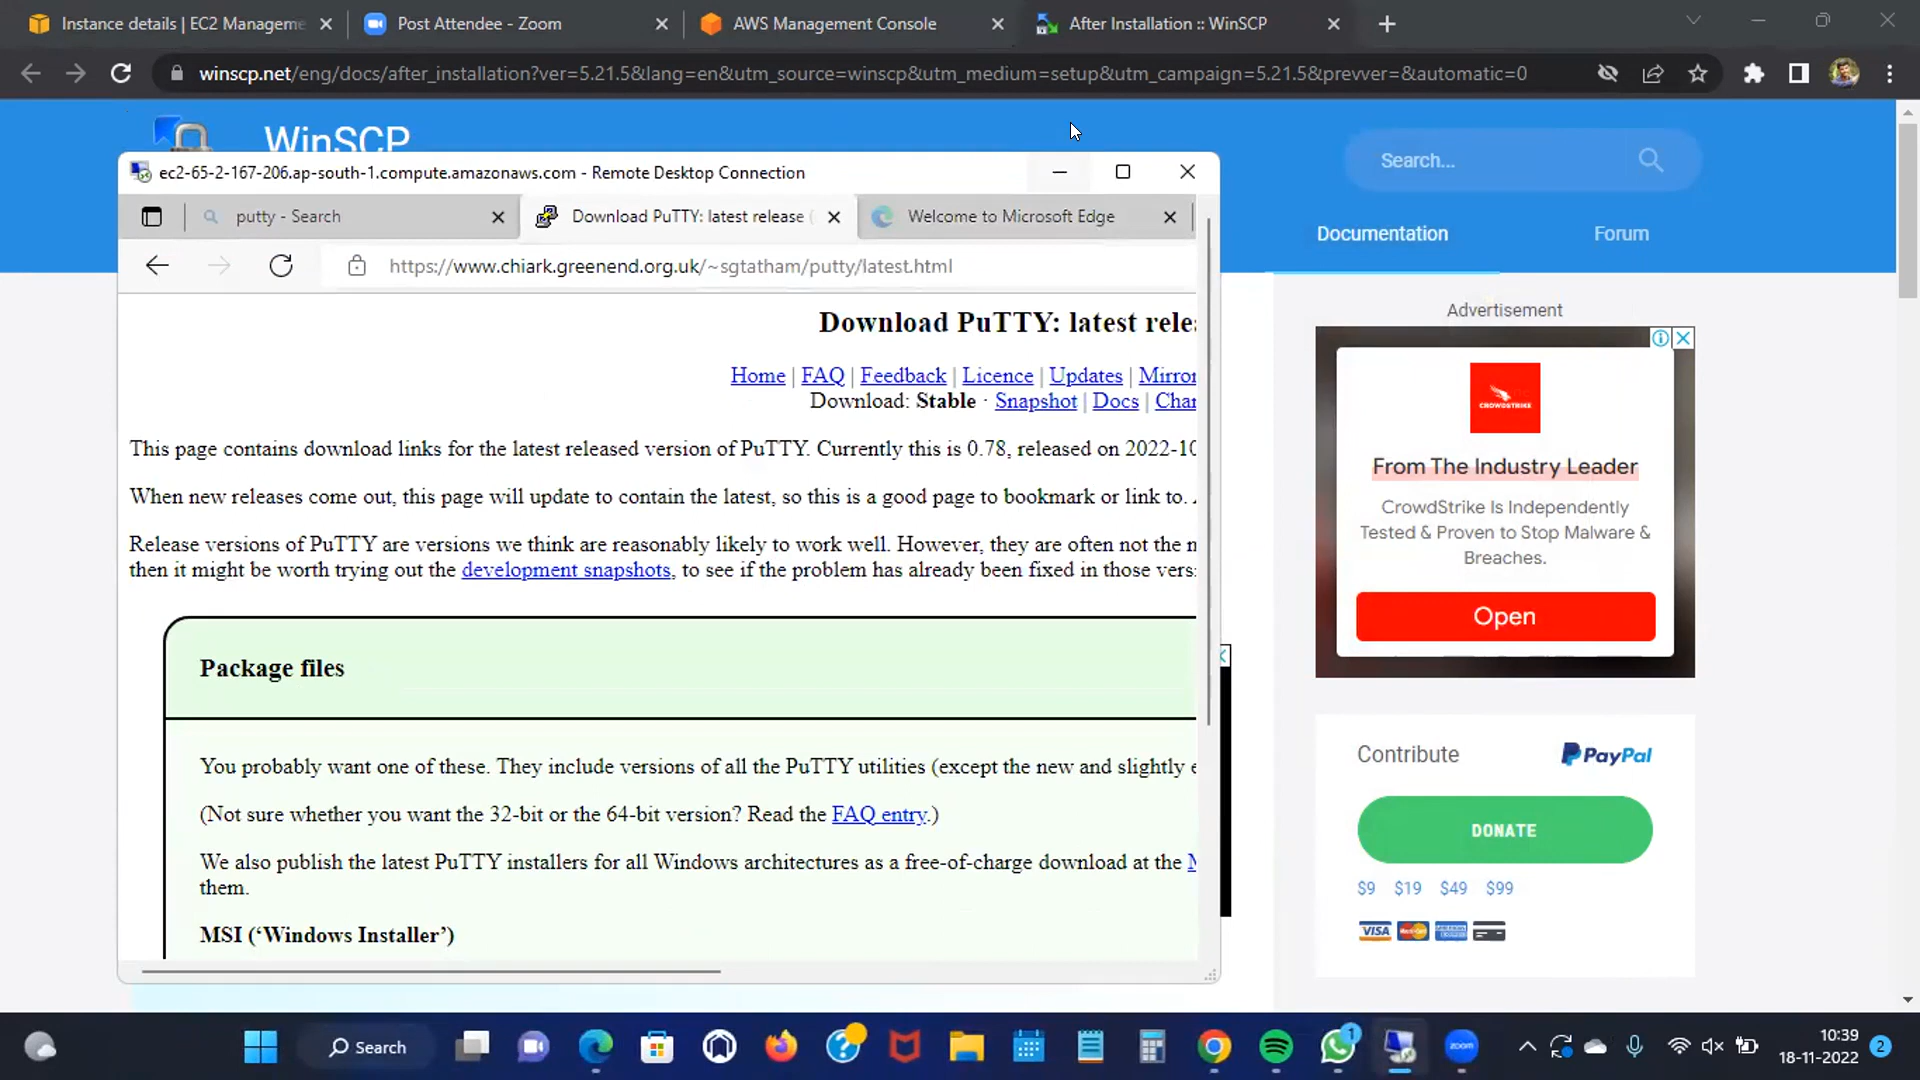 Instance details | EC2 Manageme
Post Attendee - Zoom
AWS Management Console
After Installation :: WinSCP
winscp.net/eng/docs/after_installation?ver=5.21.5&lang=en&utm_source=winscp&utm_medium=setup&utm_campaign=5.21.5&prevver=&automatic=0
WinSCP
Search...
Documentation
Forum
ec2-65-2-167-206.ap-south-1.compute.amazonaws.com - Remote Desktop Connection
putty - Search
Download PuTTY: latest release (
Welcome to Microsoft Edge
https://www.chiark.greenend.org.uk/~sgtatham/putty/latest.html
Download PuTTY: latest relea
Home | FAQ | Feedback | Licence | Updates | Mirror
Download: Stable · Snapshot | Docs | Char
This page contains download links for the latest released version of PuTTY. Currently this is 0.78, released on 2022-10
When new releases come out, this page will update to contain the latest, so this is a good page to bookmark or link to. A
Release versions of PuTTY are versions we think are reasonably likely to work well. However, they are often not the n
then it might be worth trying out the development snapshots, to see if the problem has already been fixed in those vers
Package files
You probably want one of these. They include versions of all the PuTTY utilities (except the new and slightly e
(Not sure whether you want the 32-bit or the 64-bit version? Read the FAQ entry.)
We also publish the latest PuTTY installers for all Windows architectures as a free-of-charge download at the M
them.
MSI (‘Windows Installer’)
Advertisement
CROWDSTRIKE
From The Industry Leader
CrowdStrike Is Independently
Tested & Proven to Stop Malware &
Breaches.
Open
Contribute
PayPal
DONATE
$9 $19 $49 $99
VISA
Search
zoom
1
10:39
18-11-2022
2